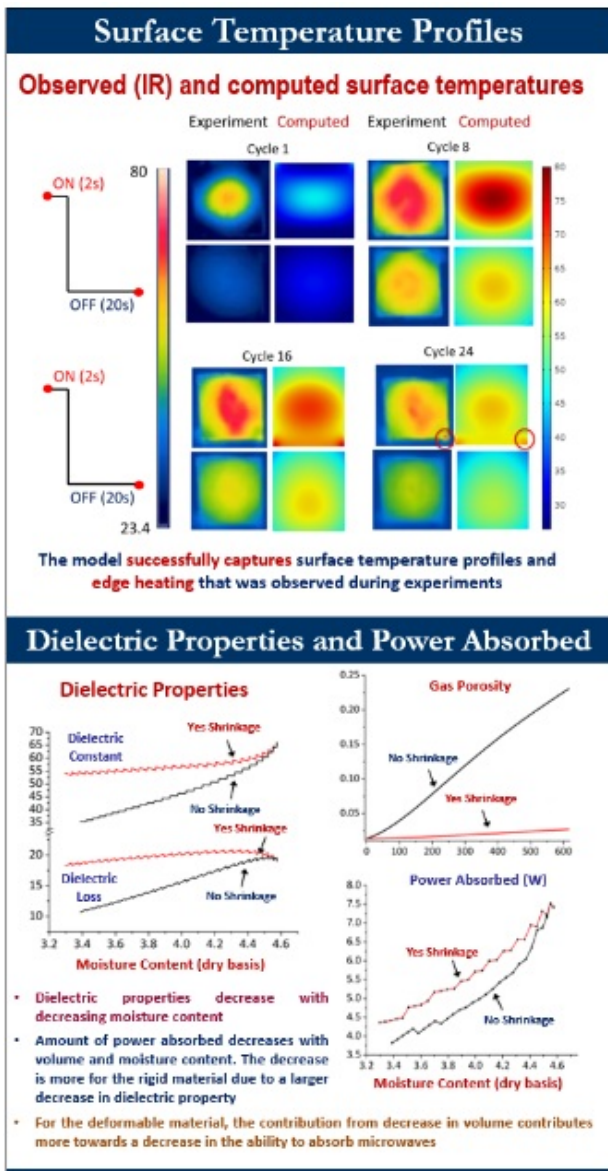 Surface Temperature Profiles
Observed (IR) and computed surface temperatures
Experiment Computed Experiment Computed
Cycle 1 Cycle 8
80
ON (2s)
OFF (20s)
80
75
70
65
60
55
50
45
40
35
30
Cycle 16 Cycle 24
ON (2s)
OFF (20s)
23.4
The model successfully captures surface temperature profiles and
edge heating that was observed during experiments
Dielectric Properties and Power Absorbed
Dielectric Properties
70
65
60
55
50
45
40
35
20
15
10
Dielectric
Constant
Yes Shrinkage
No Shrinkage
Yes Shrinkage
No Shrinkage
Dielectric
Loss
3.2 3.4 3.6 3.8 4.0 4.2 4.4 4.6 4.8
Moisture Content (dry basis)
Gas Porosity
0.25
0.20
0.15
0.10
0.05
No Shrinkage
Yes Shrinkage
0 100 200 300 400 500 600
Power Absorbed (W)
8.0
7.5
7.0
6.5
6.0
5.5
5.0
4.5
4.0
3.5
Yes Shrinkage
No Shrinkage
3.2 3.4 3.6 3.8 4.0 4.2 4.4 4.6
Moisture Content (dry basis)
• Dielectric properties decrease with
decreasing moisture content
• Amount of power absorbed decreases with
volume and moisture content. The decrease
is more for the rigid material due to a larger
decrease in dielectric property
• For the deformable material, the contribution from decrease in volume contributes
more towards a decrease in the ability to absorb microwaves